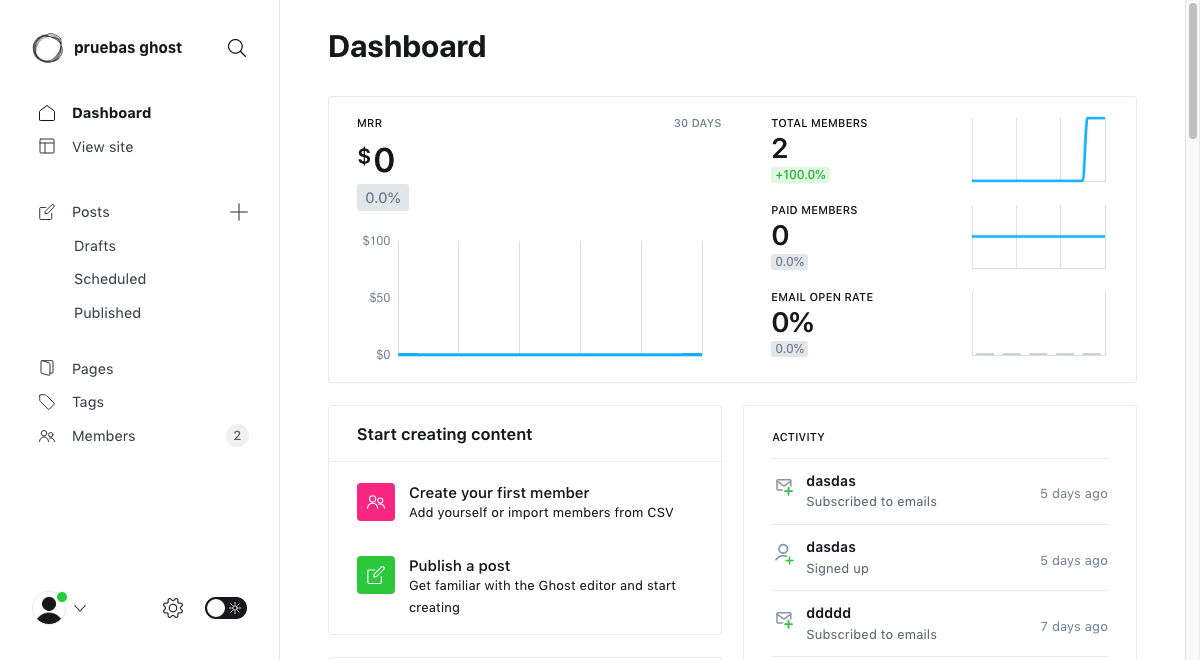 pruebas ghost
Dashboard
View site
Posts
Drafts
Scheduled
Published
Pages
Tags
Members
2
Dashboard
MRR
30 DAYS
$0
0.0%
$100
$50
$0
TOTAL MEMBERS
2
+100.0%
PAID MEMBERS
0
0.0%
EMAIL OPEN RATE
0%
0.0%
Start creating content
Create your first member
Add yourself or import members from CSV
Publish a post
Get familiar with the Ghost editor and start
creating
ACTIVITY
dasdas
Subscribed to emails
5 days ago
dasdas
Signed up
5 days ago
ddddd
Subscribed to emails
7 days ago